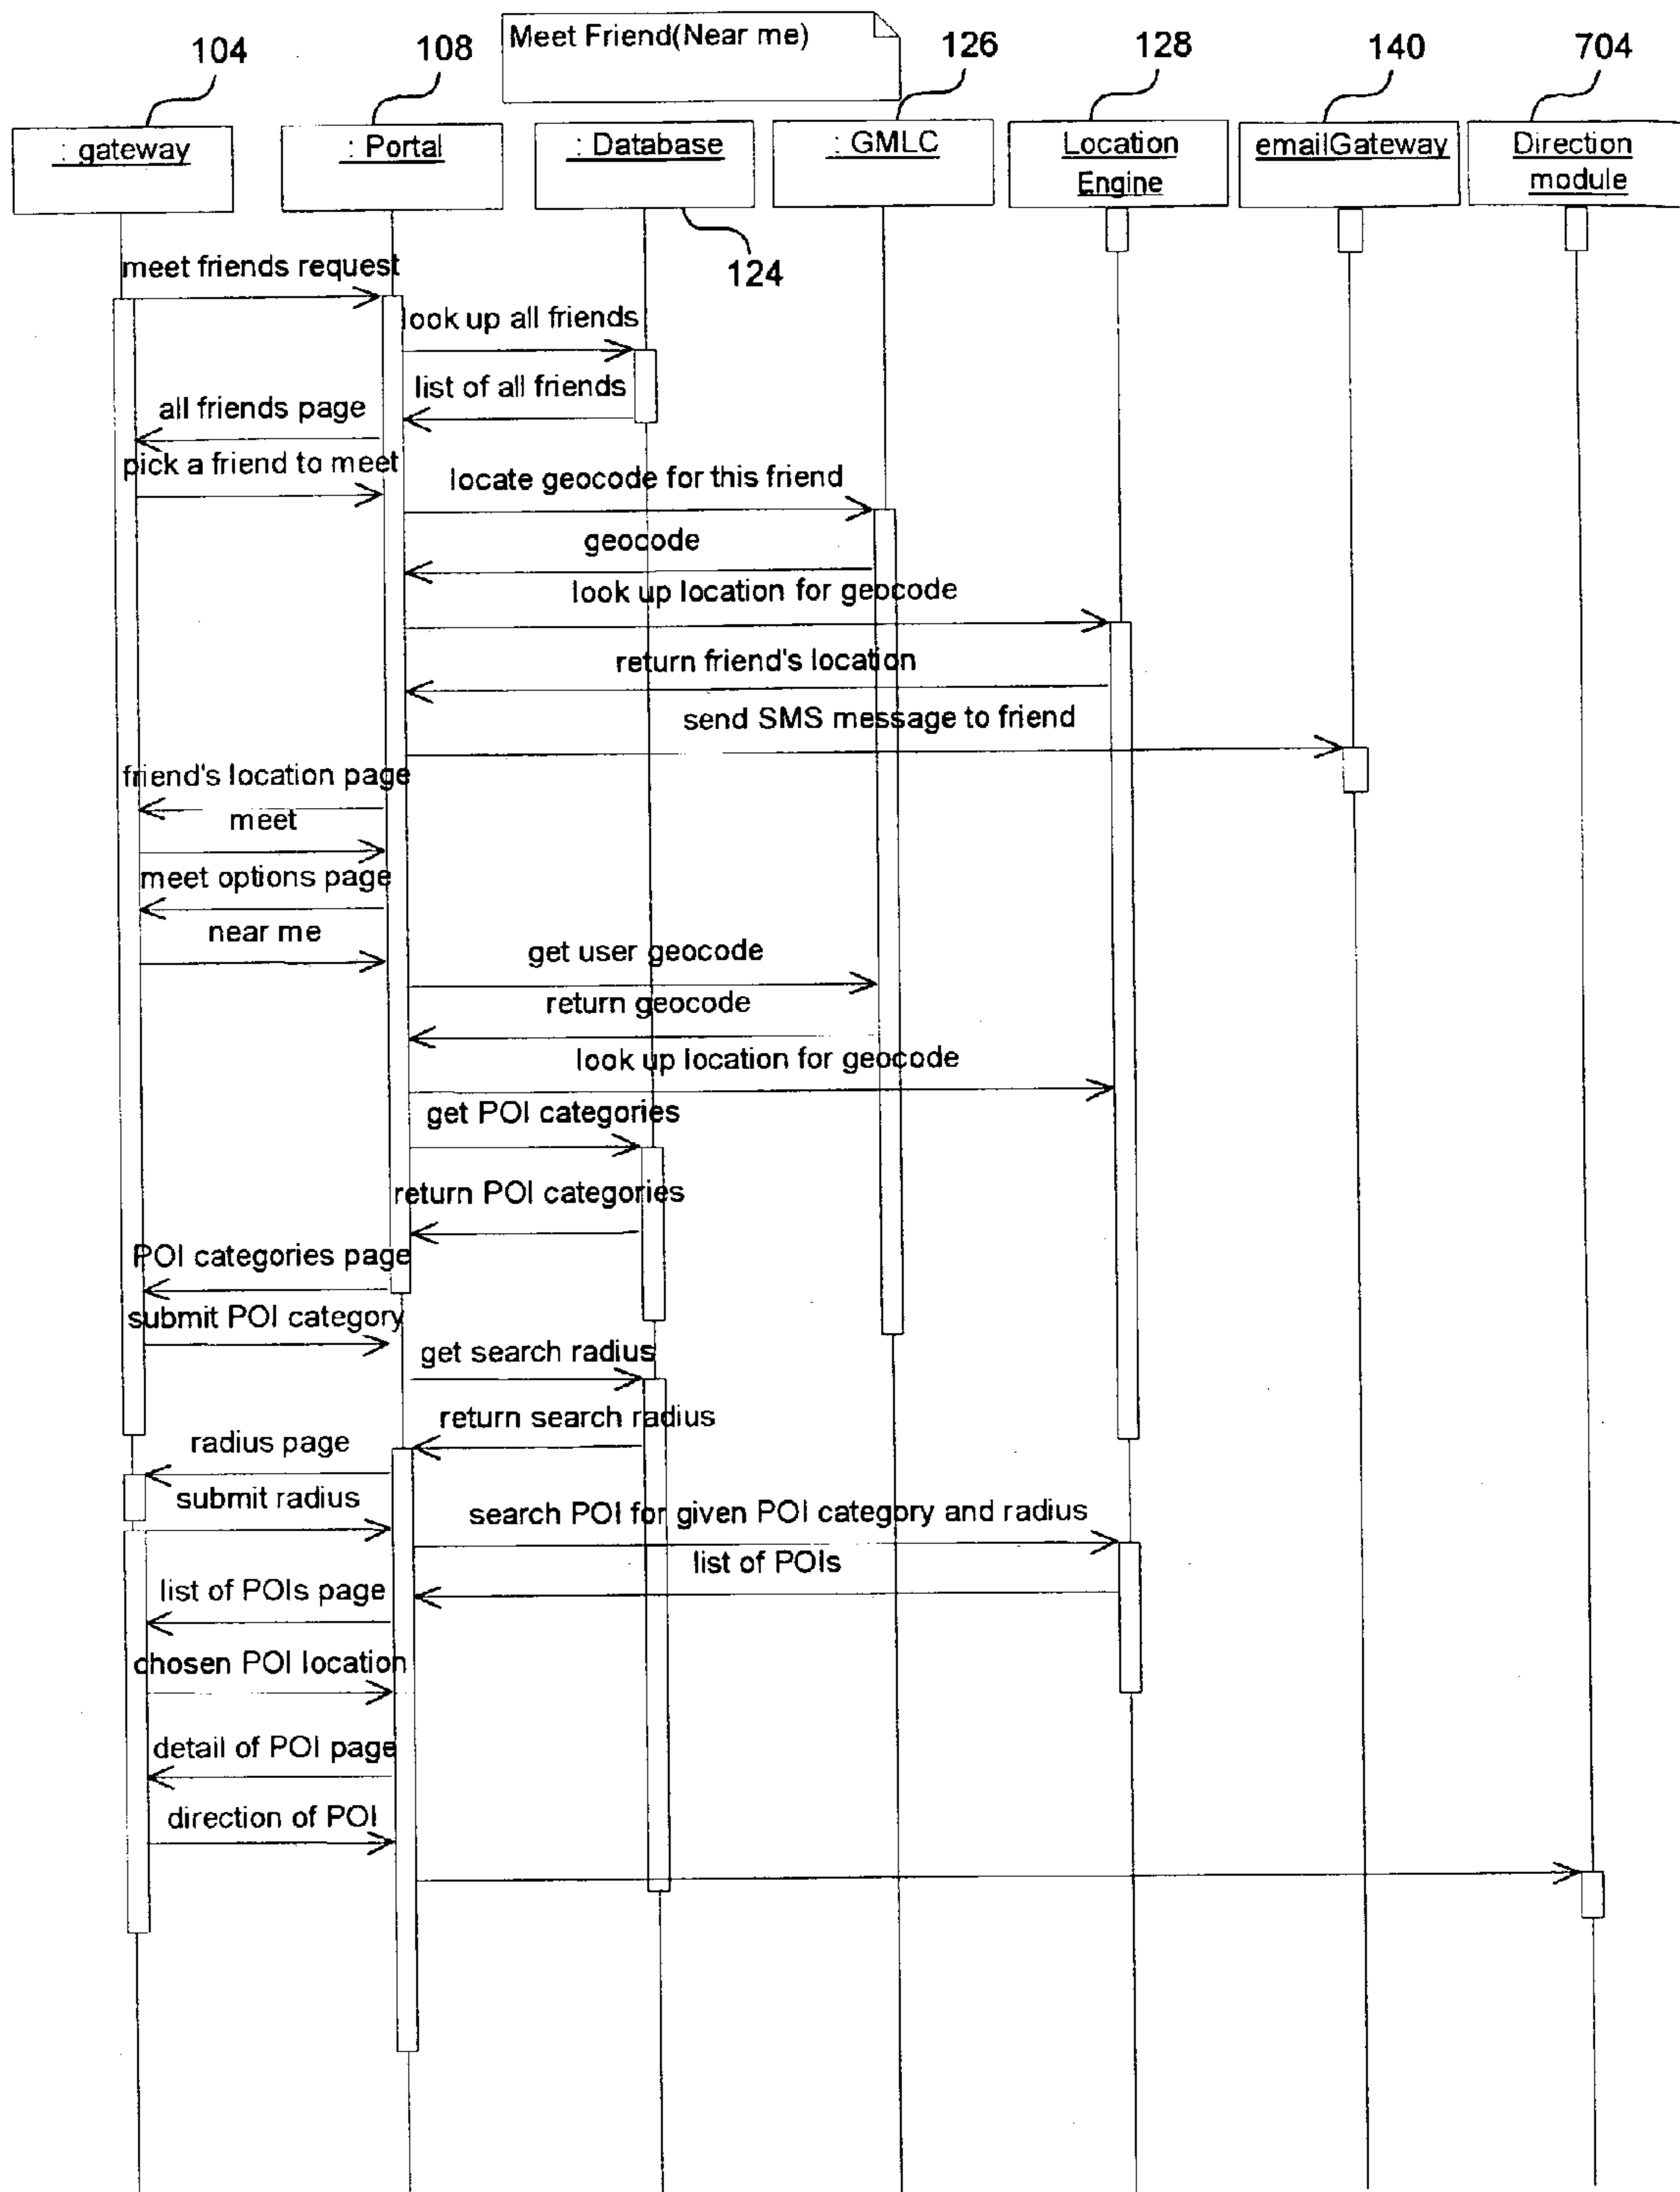 Meet Friend(Near me)
104
108
126
128
140
704
: gateway
: Portal
: Database
: GMLC
Location
Engine
emailGateway
Direction
module
124
meet friends request
look up all friends
list of all friends
all friends page
pick a friend to meet
locate geocode for this friend
geocode
look up location for geocode
return friend's location
send SMS message to friend
friend's location page
meet
meet options page
near me
get user geocode
return geocode
look up location for geocode
get POI categories
return POI categories
POI categories page
submit POI category
get search radius
return search radius
radius page
submit radius
search POI for given POI category and radius
list of POIs
list of POIs page
chosen POI location
detail of POI page
direction of POI